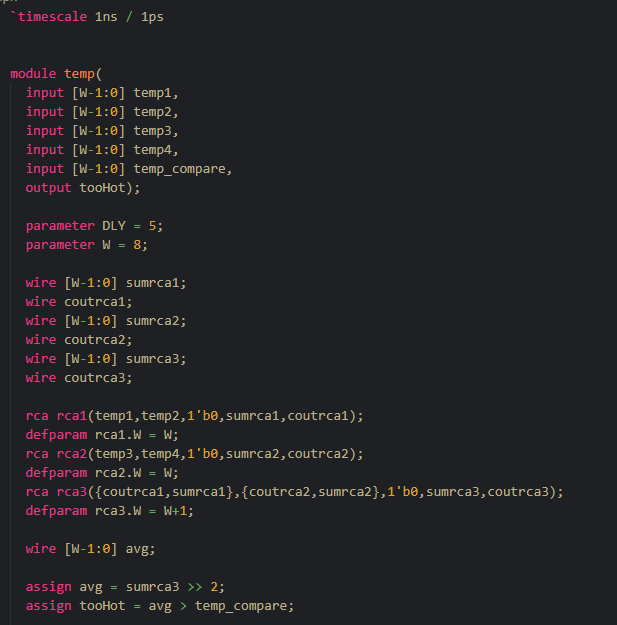 `timescale 1ns / 1ps
module temp(
input [W-1:0] temp1,
input [W-1:0] temp2,
input [W-1:0] temp3,
input [W-1:0] temp4,
input [W-1:0] temp_compare,
output tooHot);
parameter DLY = 5;
parameter W = 8;
wire [W-1:0] sumrca1;
wire coutrca1;
wire [W-1:0] sumrca2;
wire coutrca2;
wire [W-1:0] sumrca3;
wire coutrca3;
rca rca1(temp1,temp2,1'b0,sumrca1,coutrca1);
defparam rca1.W = W;
rca rca2(temp3,temp4,1'b0,sumrca2,coutrca2);
defparam rca2.W = W;
rca rca3({coutrca1,sumrca1},{coutrca2,sumrca2},1'b0,sumrca3,coutrca3);
defparam rca3.W = W+1;
wire [W-1:0] avg;
assign avg = sumrca3 >> 2;
assign tooHot = avg > temp_compare;